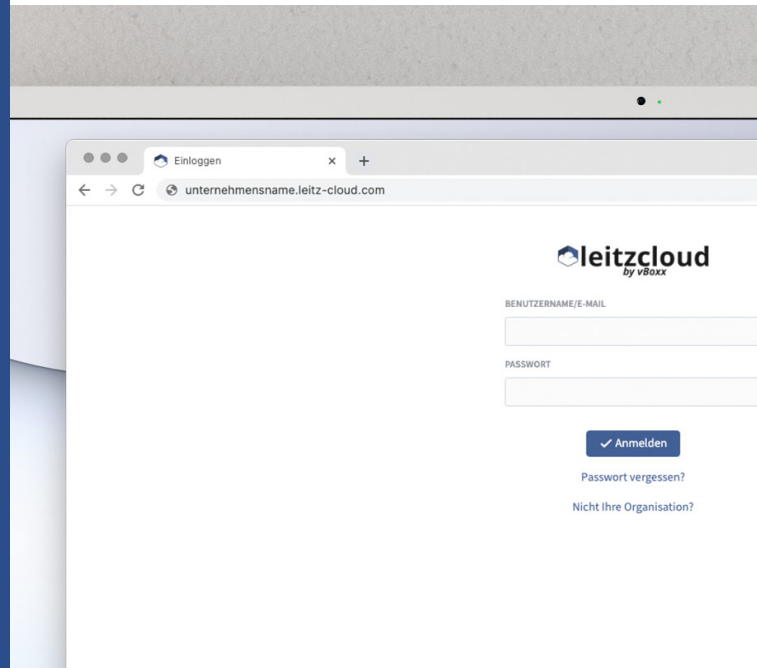 Einloggen
unternehmensname.leitz-cloud.com
leitzcloud
by vBoxx
BENUTZERNAME/E-MAIL
PASSWORT
Anmelden
Passwort vergessen?
Nicht Ihre Organisation?